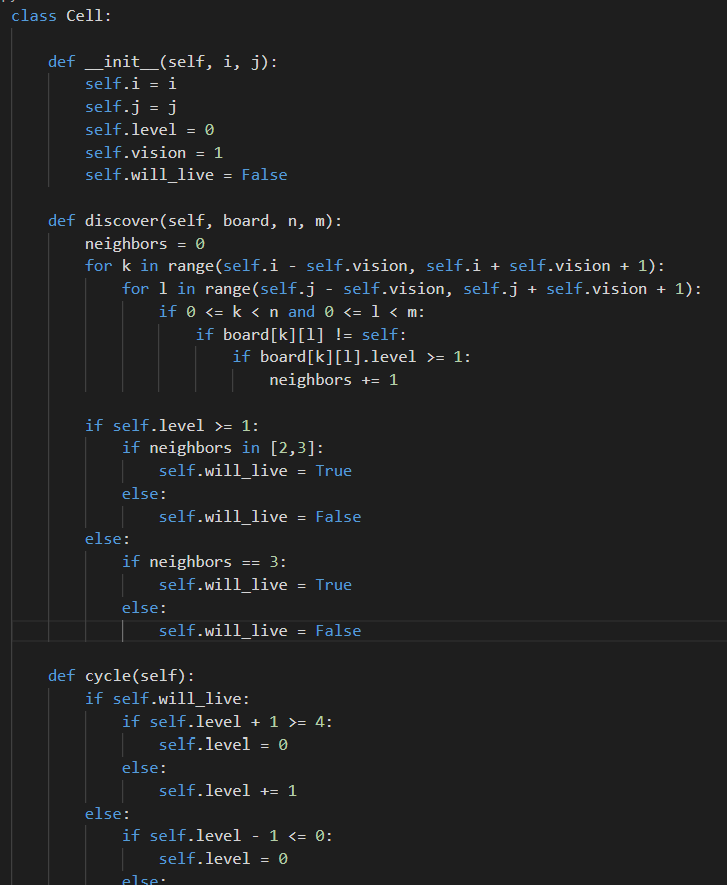 class Cell:
    def __init__(self, i, j):
        self.i = i
        self.j = j
        self.level = 0
        self.vision = 1
        self.will_live = False
    def discover(self, board, n, m):
        neighbors = 0
        for k in range(self.i - self.vision, self.i + self.vision + 1):
            for l in range(self.j - self.vision, self.j + self.vision + 1):
                if 0 <= k < n and 0 <= l < m:
                    if board[k][l] != self:
                        if board[k][l].level >= 1:
                            neighbors += 1
        if self.level >= 1:
            if neighbors in [2,3]:
                self.will_live = True
            else:
                self.will_live = False
        else:
            if neighbors == 3:
                self.will_live = True
            else:
                self.will_live = False
    def cycle(self):
        if self.will_live:
            if self.level + 1 >= 4:
                self.level = 0
            else:
                self.level += 1
        else:
            if self.level - 1 <= 0:
                self.level = 0
            else: